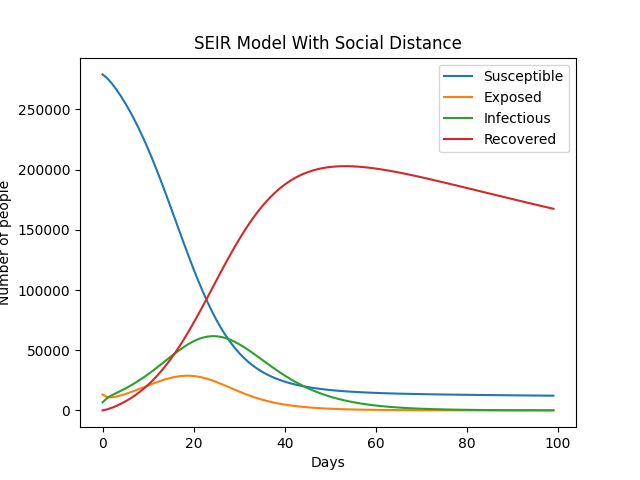 SEIR Model With Social Distance
Susceptible
Exposed
Infectious
Recovered
Number of people
250000
200000
150000
100000
50000
0
0 20 40 60 80 100
Days